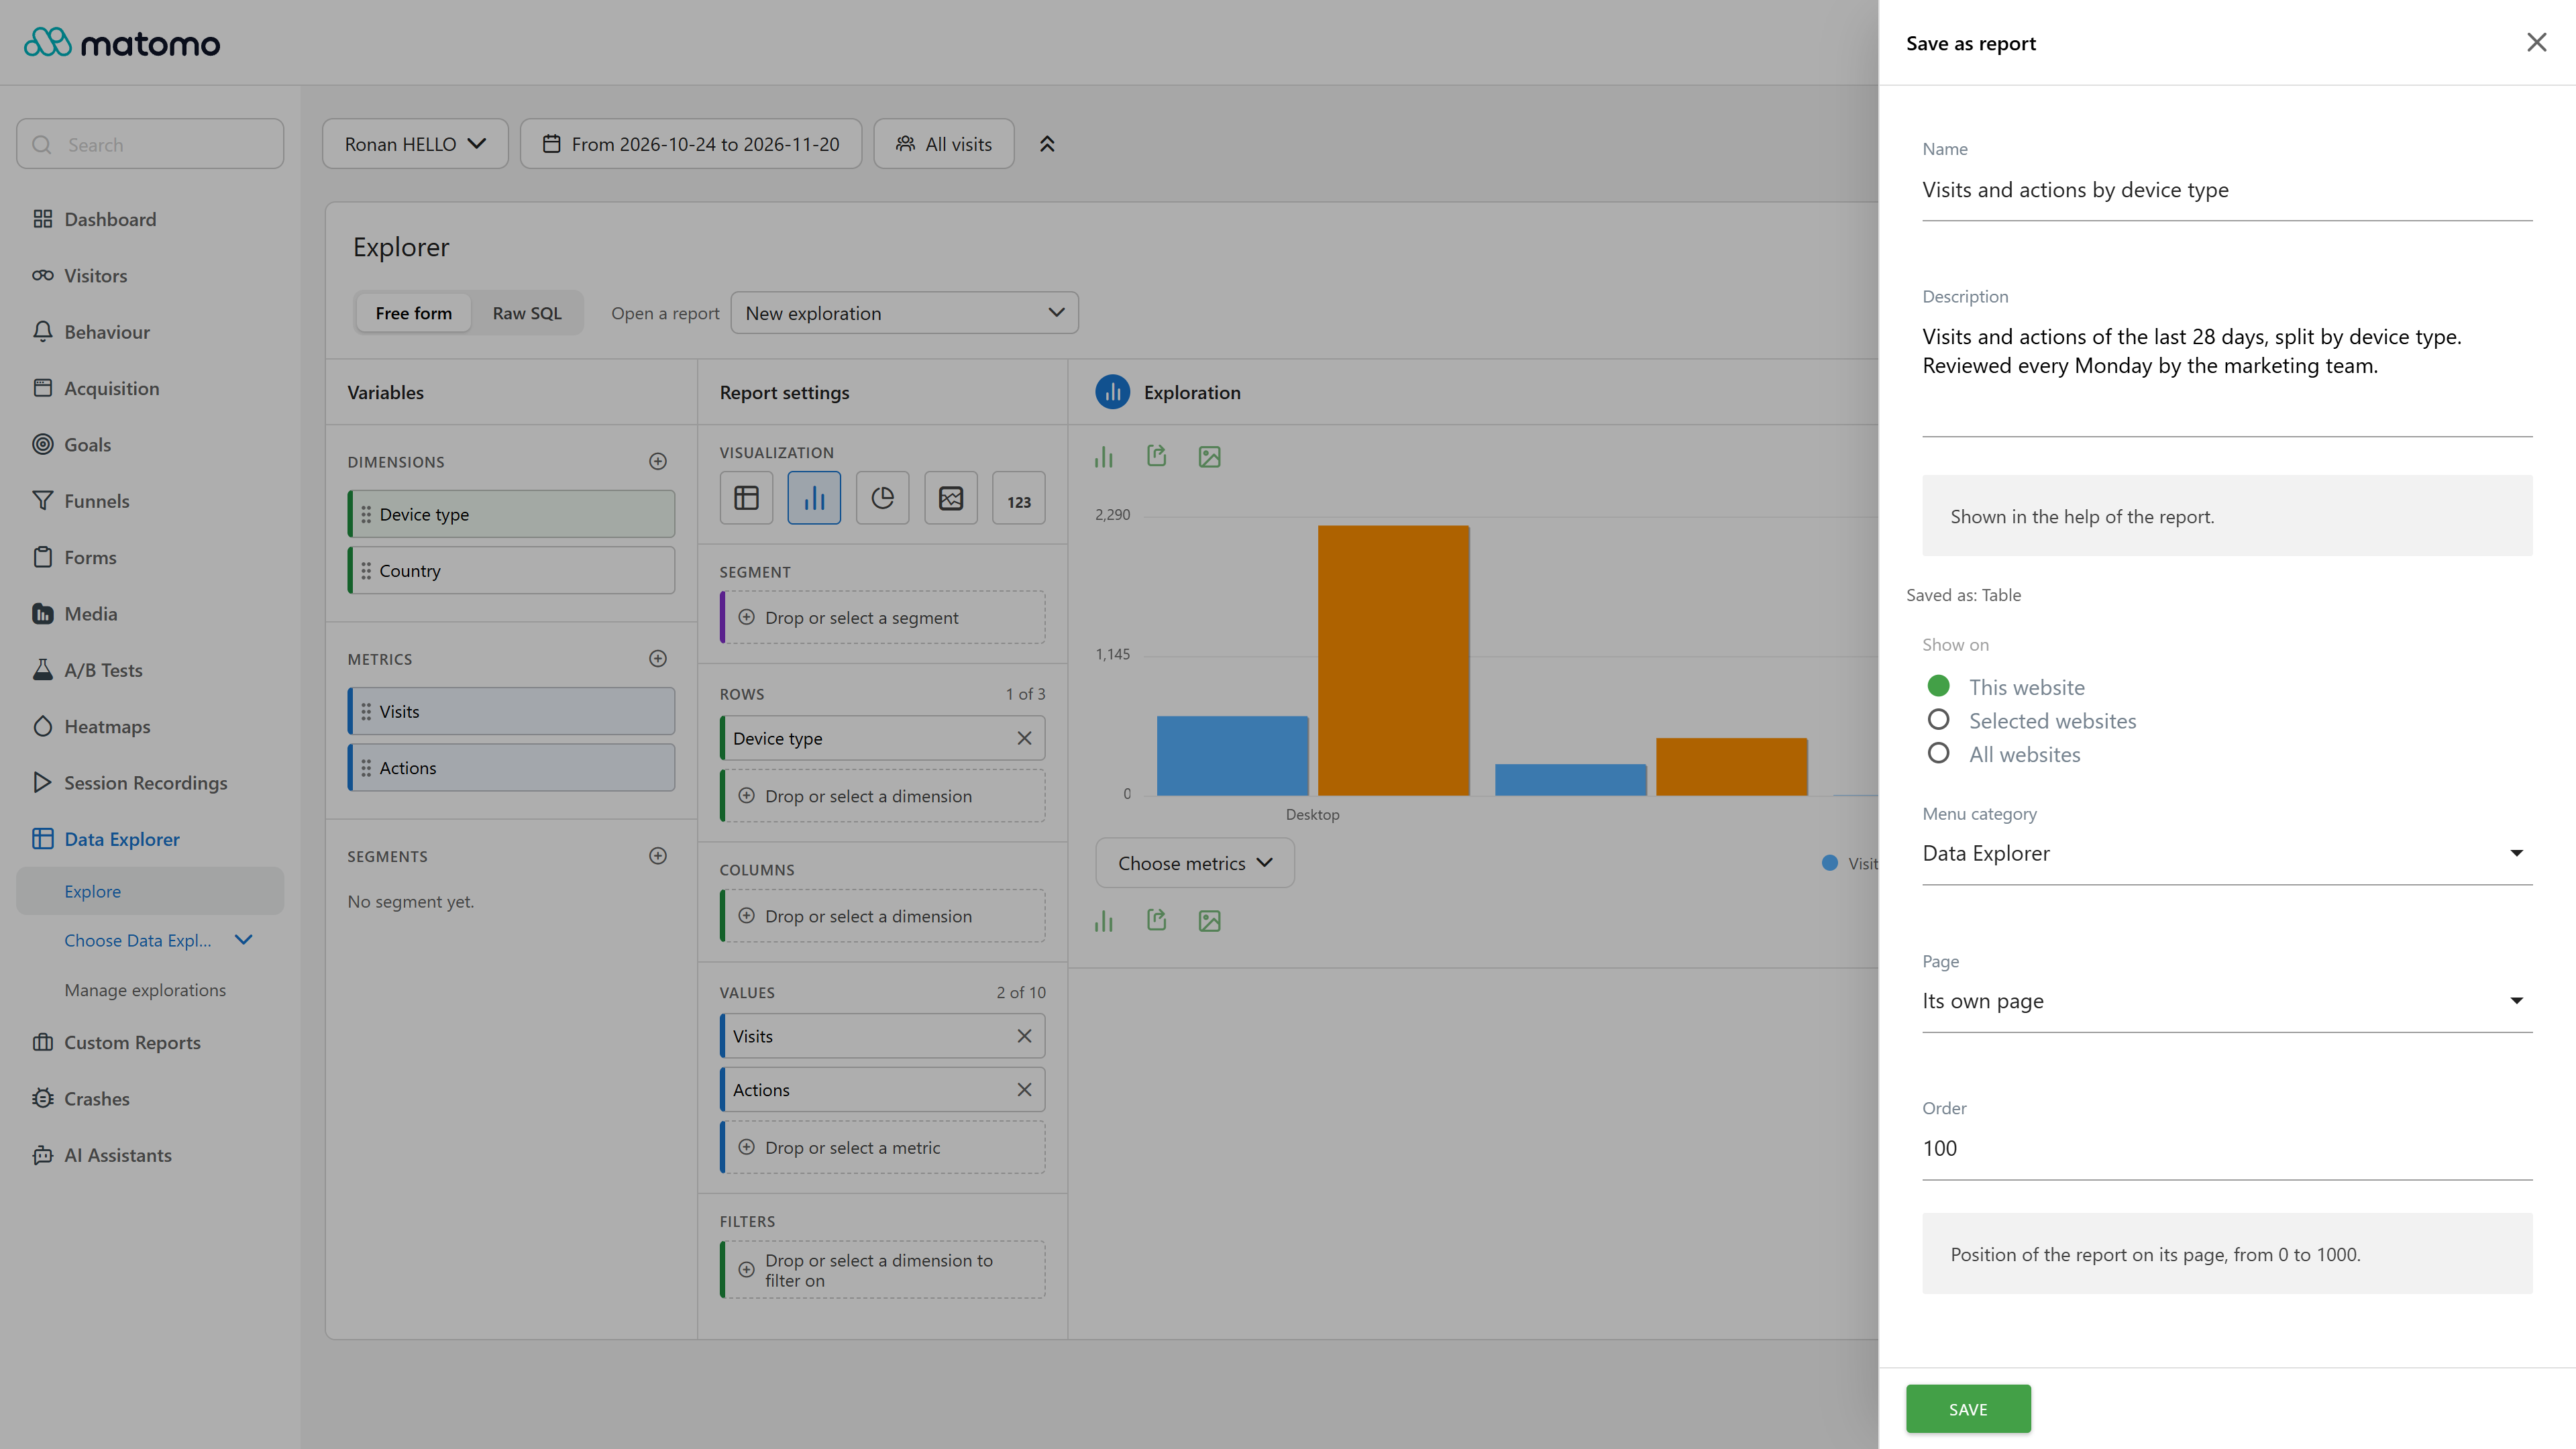 matomo
Search
Dashboard
Visitors
Behaviour
Acquisition
Goals
Funnels
Forms
Media
A/B Tests
Heatmaps
Session Recordings
Data Explorer
Explore
Choose Data Expl...
Manage explorations
Custom Reports
Crashes
AI Assistants
Ronan HELLO
From 2026-10-24 to 2026-11-20
All visits
Explorer
Free form
Raw SQL
Open a report
New exploration
Variables
DIMENSIONS
Device type
Country
METRICS
Visits
Actions
SEGMENTS
No segment yet.
Report settings
VISUALIZATION
123
SEGMENT
Drop or select a segment
ROWS
1 of 3
Device type
Drop or select a dimension
COLUMNS
Drop or select a dimension
VALUES
2 of 10
Visits
Actions
Drop or select a metric
FILTERS
Drop or select a dimension to
filter on
Exploration
2,290
1,145
0
Desktop
Choose metrics
Visit
Save as report
Name
Visits and actions by device type
Description
Visits and actions of the last 28 days, split by device type.
Reviewed every Monday by the marketing team.
Shown in the help of the report.
Saved as: Table
Show on
This website
Selected websites
All websites
Menu category
Data Explorer
Page
Its own page
Order
100
Position of the report on its page, from 0 to 1000.
SAVE